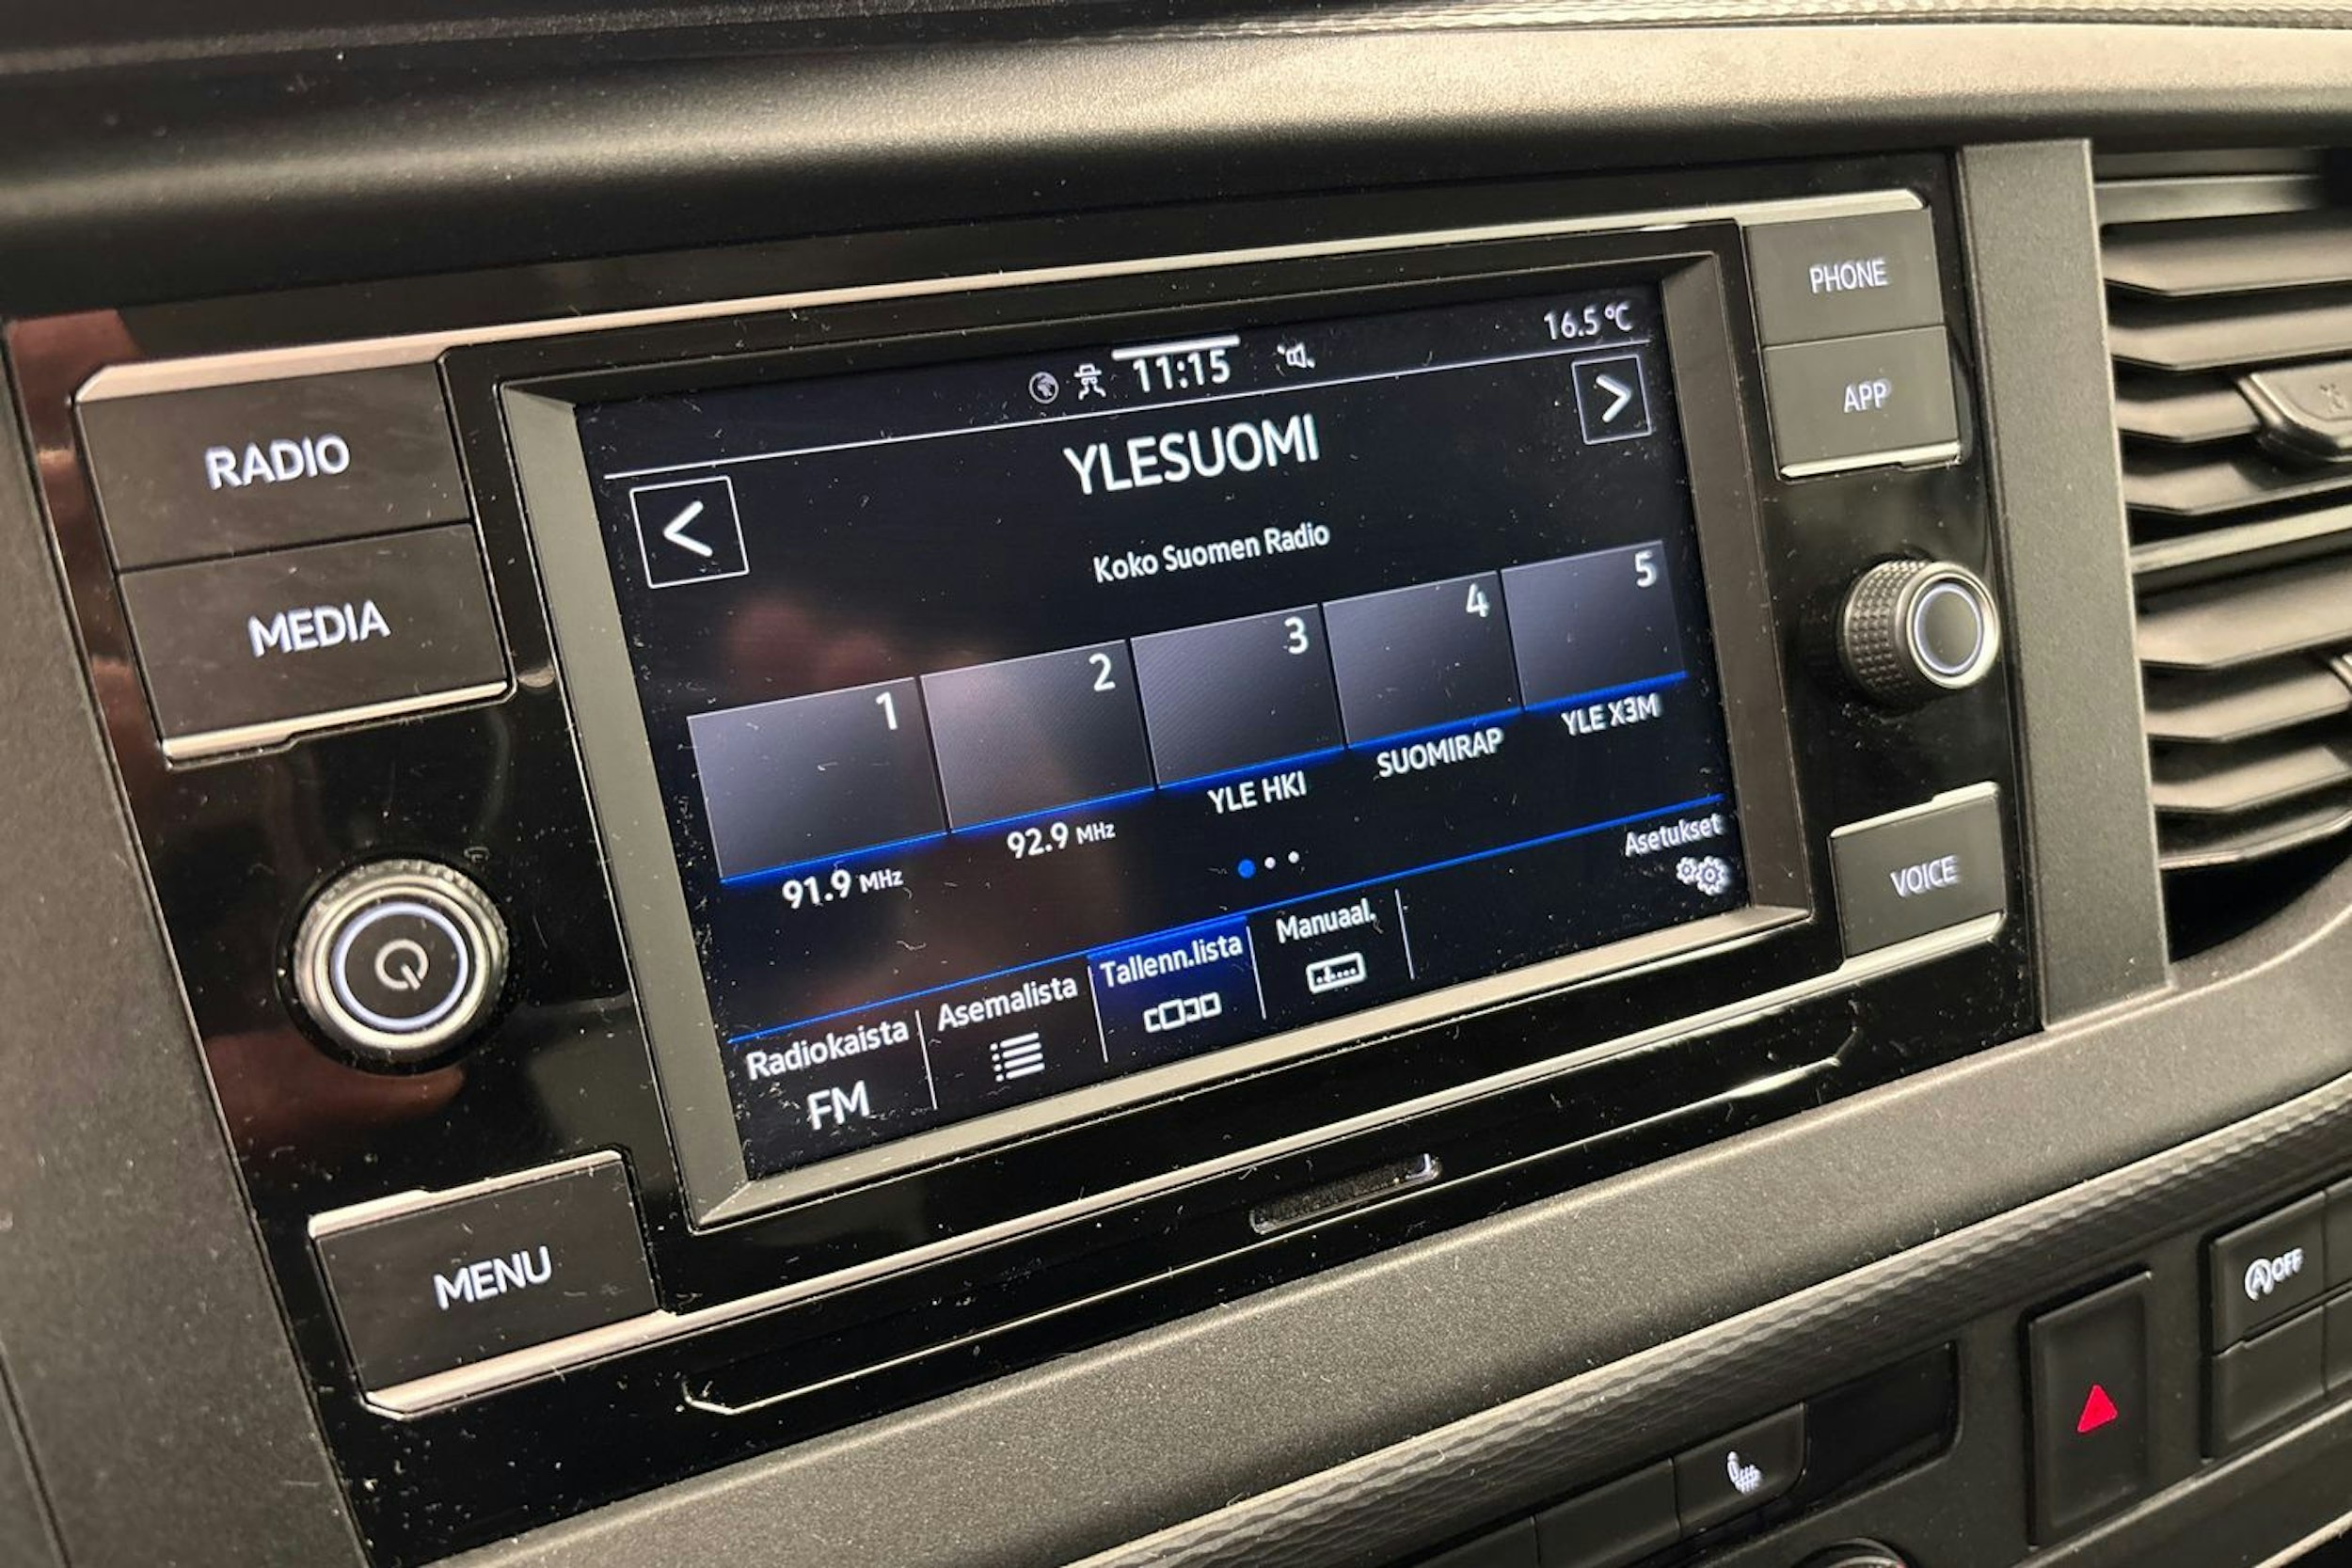 11:15
16.5 °C
YLESUOMI
Koko Suomen Radio
1
2
3
4
5
91.9 MHz
92.9 MHz
YLE HKI
SUOMIRAP
YLE X3M
Radiokaista
FM
Asemalista
Tallenn.lista
Manuaal.
Asetukset
RADIO
MEDIA
MENU
PHONE
APP
VOICE
A OFF